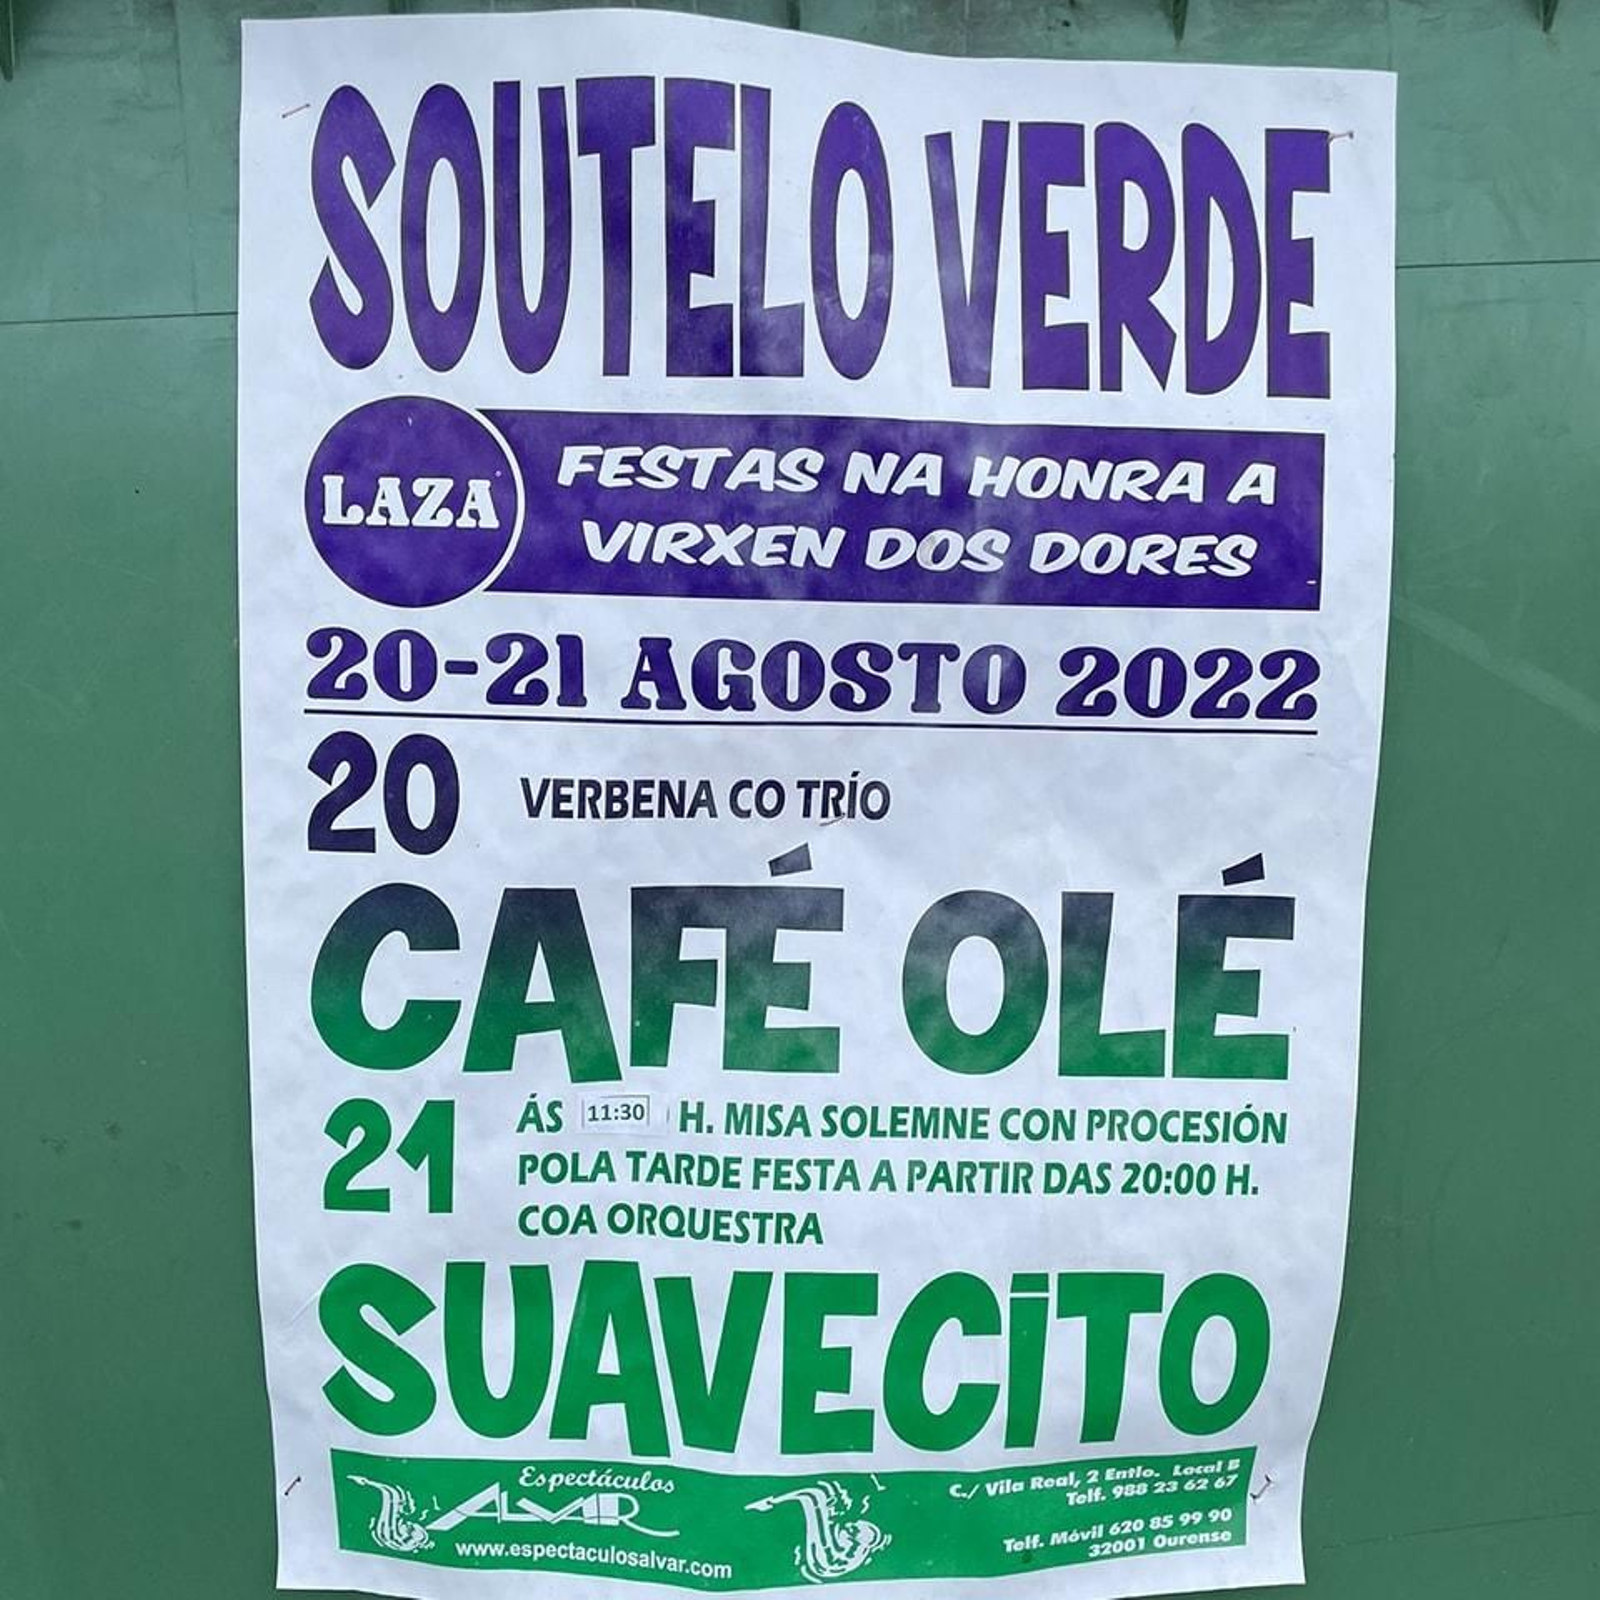 SOUTELO VERDE
LAZA
FESTAS NA HONRA A
VIRXEN DOS DORES
20-21 AGOSTO 2022
20 VERBENA CO TRÍO
CAFÉ OLÉ
21 ÁS 11:30 H. MISA SOLEMNE CON PROCESIÓN
POLA TARDE FESTA A PARTIR DAS 20:00 H.
COA ORQUESTRA
SUAVECiTO
Espectáculos
ALVAR
www.espectaculosalvar.com
C./ Vila Real, 2 Entlo. Local B
Telf. 988 23 62 67
Telf. Móvil 620 85 99 90
32001 Ourense